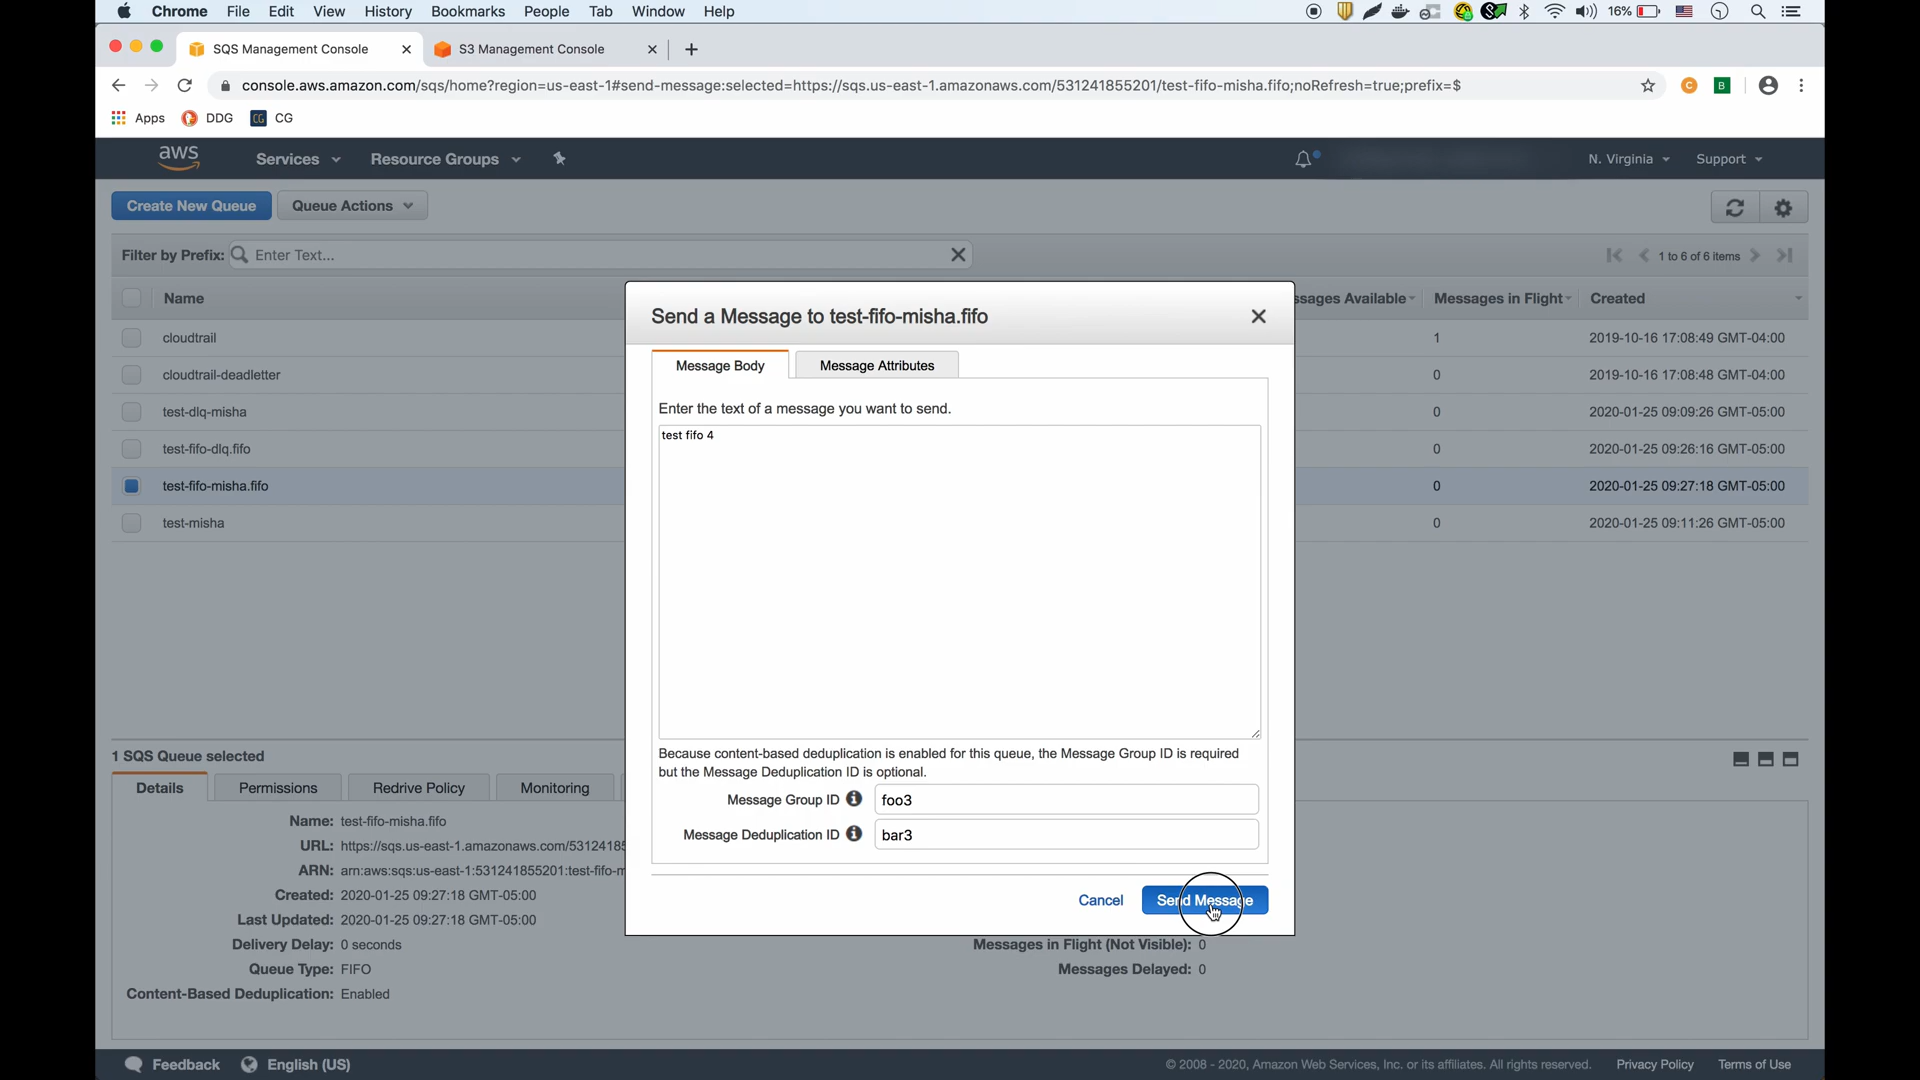 Chrome File Edit View History Bookmarks People Tab Window Help 16%
SQS Management Console S3 Management Console
console.aws.amazon.com/sqs/home?region=us-east-1#send-message:selected=https://sqs.us-east-1.amazonaws.com/531241855201/test-fifo-misha.fifo;noRefresh=true;prefix=$
Apps DDG CG CG
aws Services Resource Groups N. Virginia Support
Create New Queue Queue Actions
Filter by Prefix: Enter Text... 1 to 6 of 6 items
Name ssages Available Messages in Flight Created
cloudtrail 1 2019-10-16 17:08:49 GMT-04:00
cloudtrail-deadletter 0 2019-10-16 17:08:48 GMT-04:00
test-dlq-misha 0 2020-01-25 09:09:26 GMT-05:00
test-fifo-dlq.fifo 0 2020-01-25 09:26:16 GMT-05:00
test-fifo-misha.fifo 0 2020-01-25 09:27:18 GMT-05:00
test-misha 0 2020-01-25 09:11:26 GMT-05:00
Send a Message to test-fifo-misha.fifo
Message Body Message Attributes
Enter the text of a message you want to send.
test fifo 4
Because content-based deduplication is enabled for this queue, the Message Group ID is required
but the Message Deduplication ID is optional.
Message Group ID foo3
Message Deduplication ID bar3
Cancel Send Message
1 SQS Queue selected
Details Permissions Redrive Policy Monitoring
Name: test-fifo-misha.fifo
URL: https://sqs.us-east-1.amazonaws.com/5312418
ARN: arn:aws:sqs:us-east-1:531241855201:test-fifo-m
Created: 2020-01-25 09:27:18 GMT-05:00
Last Updated: 2020-01-25 09:27:18 GMT-05:00
Delivery Delay: 0 seconds Messages in Flight (Not Visible): 0
Queue Type: FIFO Messages Delayed: 0
Content-Based Deduplication: Enabled
Feedback English (US) © 2008 - 2020, Amazon Web Services, Inc. or its affiliates. All rights reserved. Privacy Policy Terms of Use